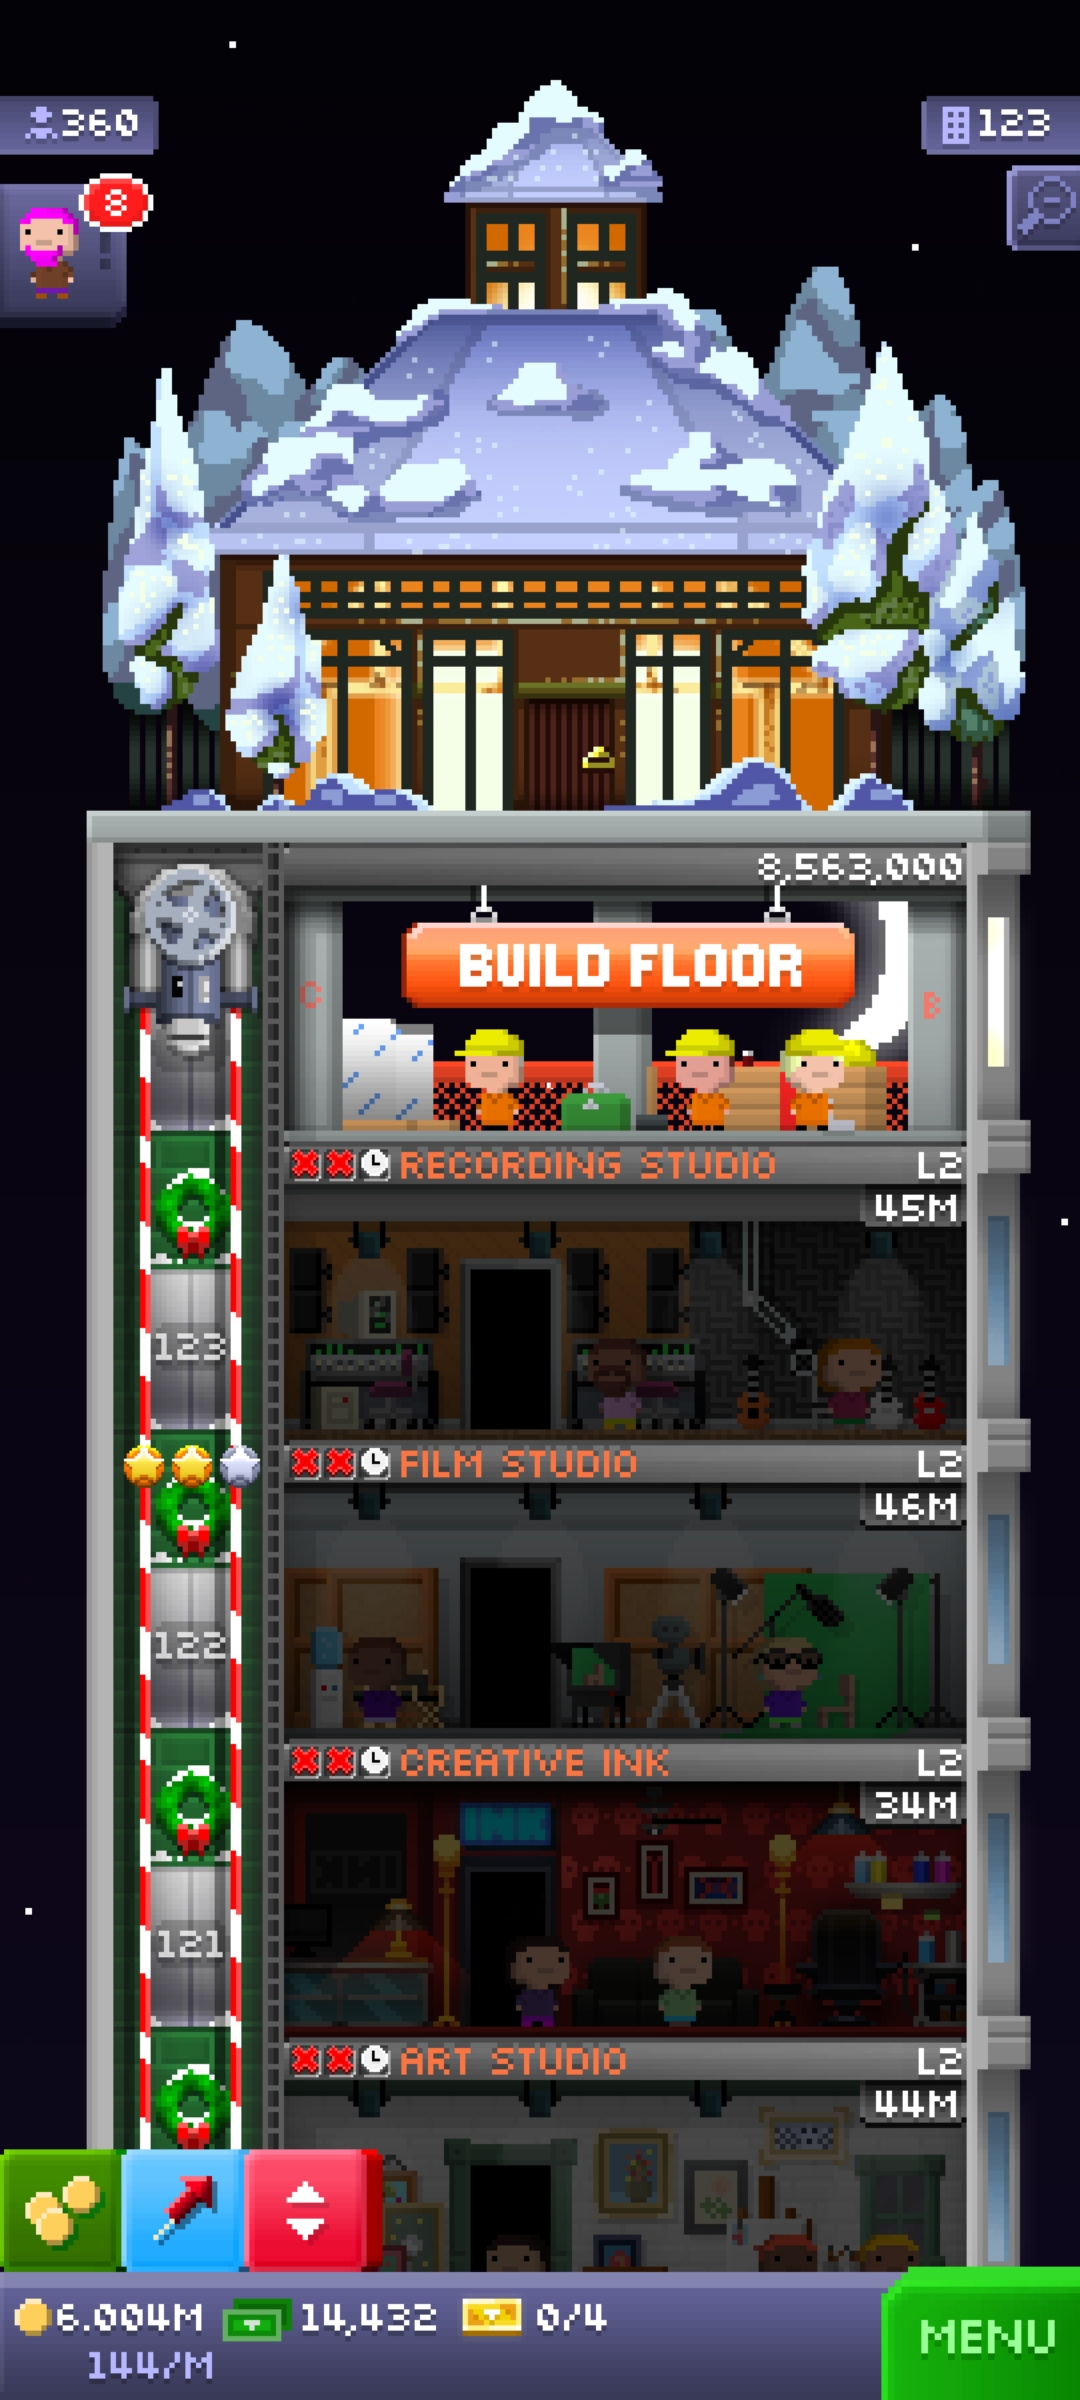 360
123
8
8,563,000
BUILD FLOOR
C
B
RECORDING STUDIO L2
45M
123
FILM STUDIO L2
46M
122
CREATIVE INK L2
34M
INK
INK
121
ART STUDIO L2
44M
6.004M 14,432 0/4
144/M
MENU